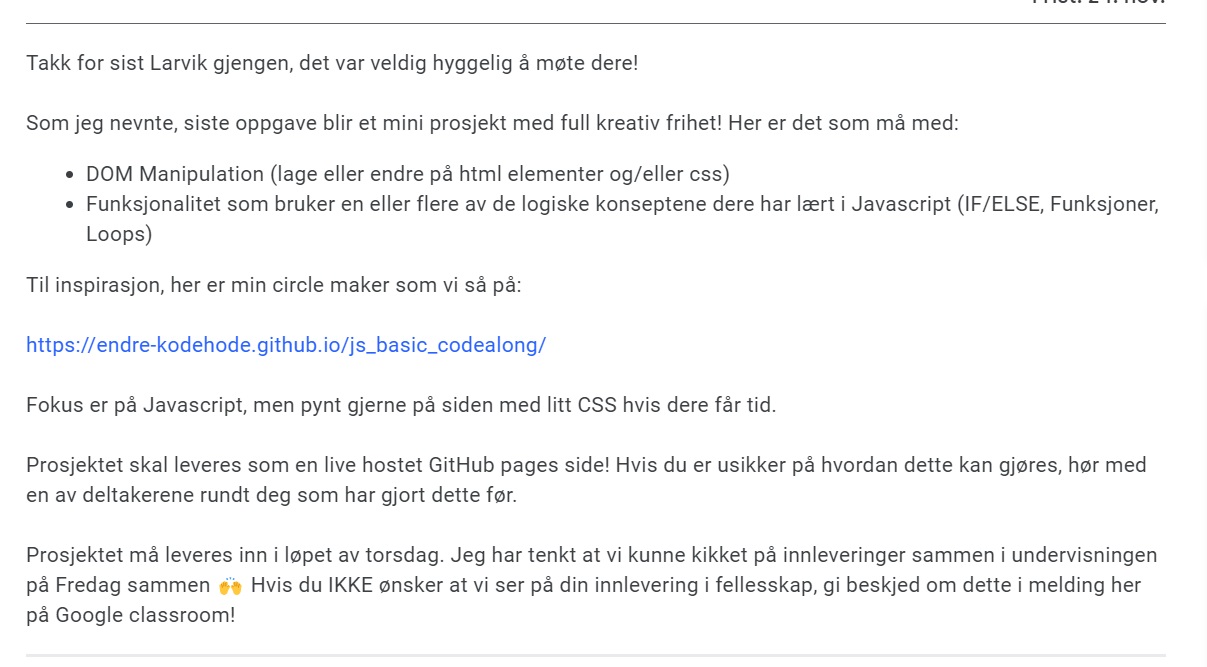 Takk for sist Larvik gjengen, det var veldig hyggelig å møte dere!
Som jeg nevnte, siste oppgave blir et mini prosjekt med full kreativ frihet! Her er det som må med:
• DOM Manipulation (lage eller endre på html elementer og/eller css)
• Funksjonalitet som bruker en eller flere av de logiske konseptene dere har lært i Javascript (IF/ELSE, Funksjoner,
Loops)
Til inspirasjon, her er min circle maker som vi så på:
https://endre-kodehode.github.io/js_basic_codealong/
Fokus er på Javascript, men pynt gjerne på siden med litt CSS hvis dere får tid.
Prosjektet skal leveres som en live hostet GitHub pages side! Hvis du er usikker på hvordan dette kan gjøres, hør med
en av deltakerene rundt deg som har gjort dette før.
Prosjektet må leveres inn i løpet av torsdag. Jeg har tenkt at vi kunne kikket på innleveringer sammen i undervisningen
på Fredag sammen 🙌 Hvis du IKKE ønsker at vi ser på din innlevering i fellesskap, gi beskjed om dette i melding her
på Google classroom!